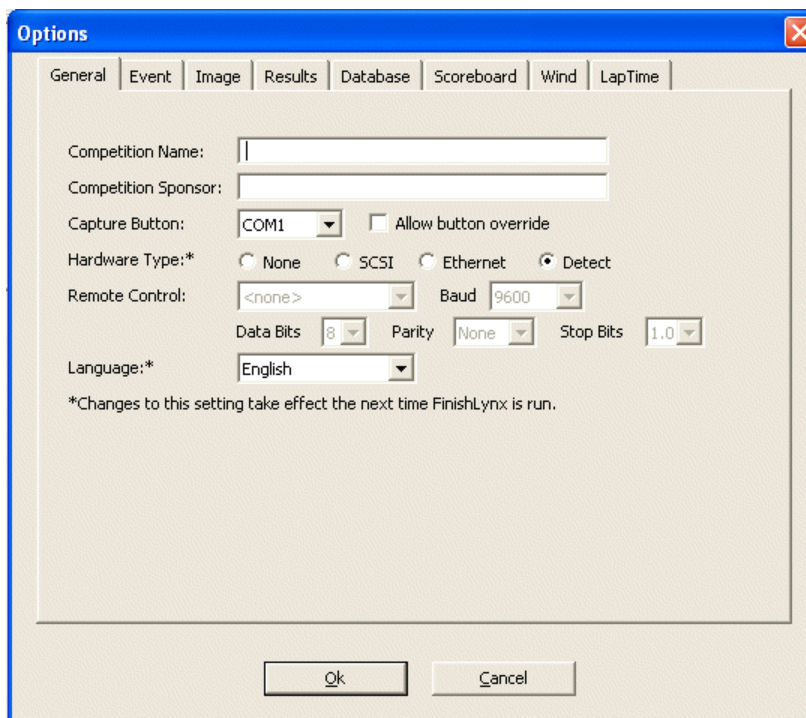 Options
General Event Image Results Database Scoreboard Wind LapTime
Competition Name:
Competition Sponsor:
Capture Button: COM1 Allow button override
Hardware Type:* None SCSI Ethernet Detect
Remote Control: <none> Baud 9600
Data Bits 8 Parity None Stop Bits 1.0
Language:* English
*Changes to this setting take effect the next time FinishLynx is run.
Ok Cancel